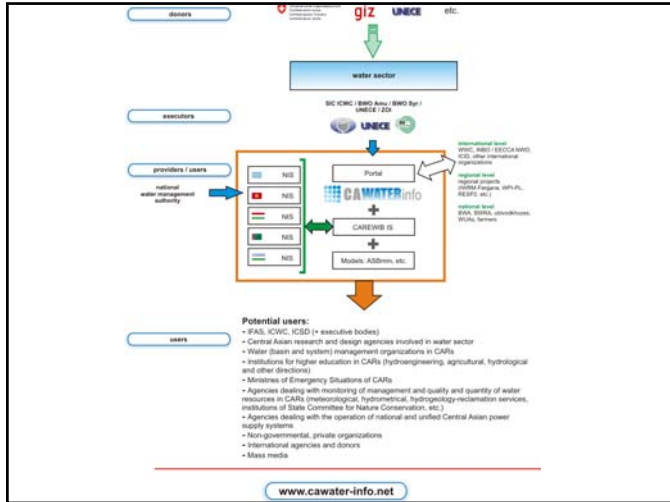 donors
giz
UNECE
etc.
water sector
SIC ICWC / BWO Amu / BWO Syr /
UNECE / ZOI
executors
UNECE
providers / users
national
water management
authority
NIS
NIS
NIS
NIS
NIS
Portal
CAWATERinfo
+
CAREWIB IS
+
Models: ASBmm, etc.
international level
WWC, INBO / EECCA NWO,
ICID, other international
organizations
regional level
regional projects
(IWRM-Fergana, WPI-PL,
RESP2, etc.)
national level
WUAs, farmers
users
Potential users:
- IFAS, ICWC, ICSD (+ executive bodies)
- Central Asian research and design agencies involved in water sector
- Water (basin and system) management organizations in CARs
- Institutions for higher education in CARs (hydroengineering, agricultural, hydrological
and other directions)
- Ministries of Emergency Situations of CARs
- Agencies dealing with monitoring of management and quality and quantity of water
resources in CARs (meteorological, hydrometrical, hydrogeology-reclamation services,
institutions of State Committee for Nature Conservation, etc.)
- Agencies dealing with the operation of national and unified Central Asian power
supply systems
- Non-governmental, private organizations
- International agencies and donors
- Mass media
www.cawater-info.net